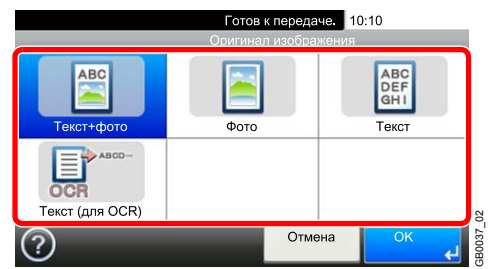 Готов к передаче. 10:10
Оригинал изображения
ABC
ABC
DEF
GHI
Текст+фото
Фото
Текст
ABCD...
OCR
Текст (для OCR)
?
Отмена
OK
GB0037_02